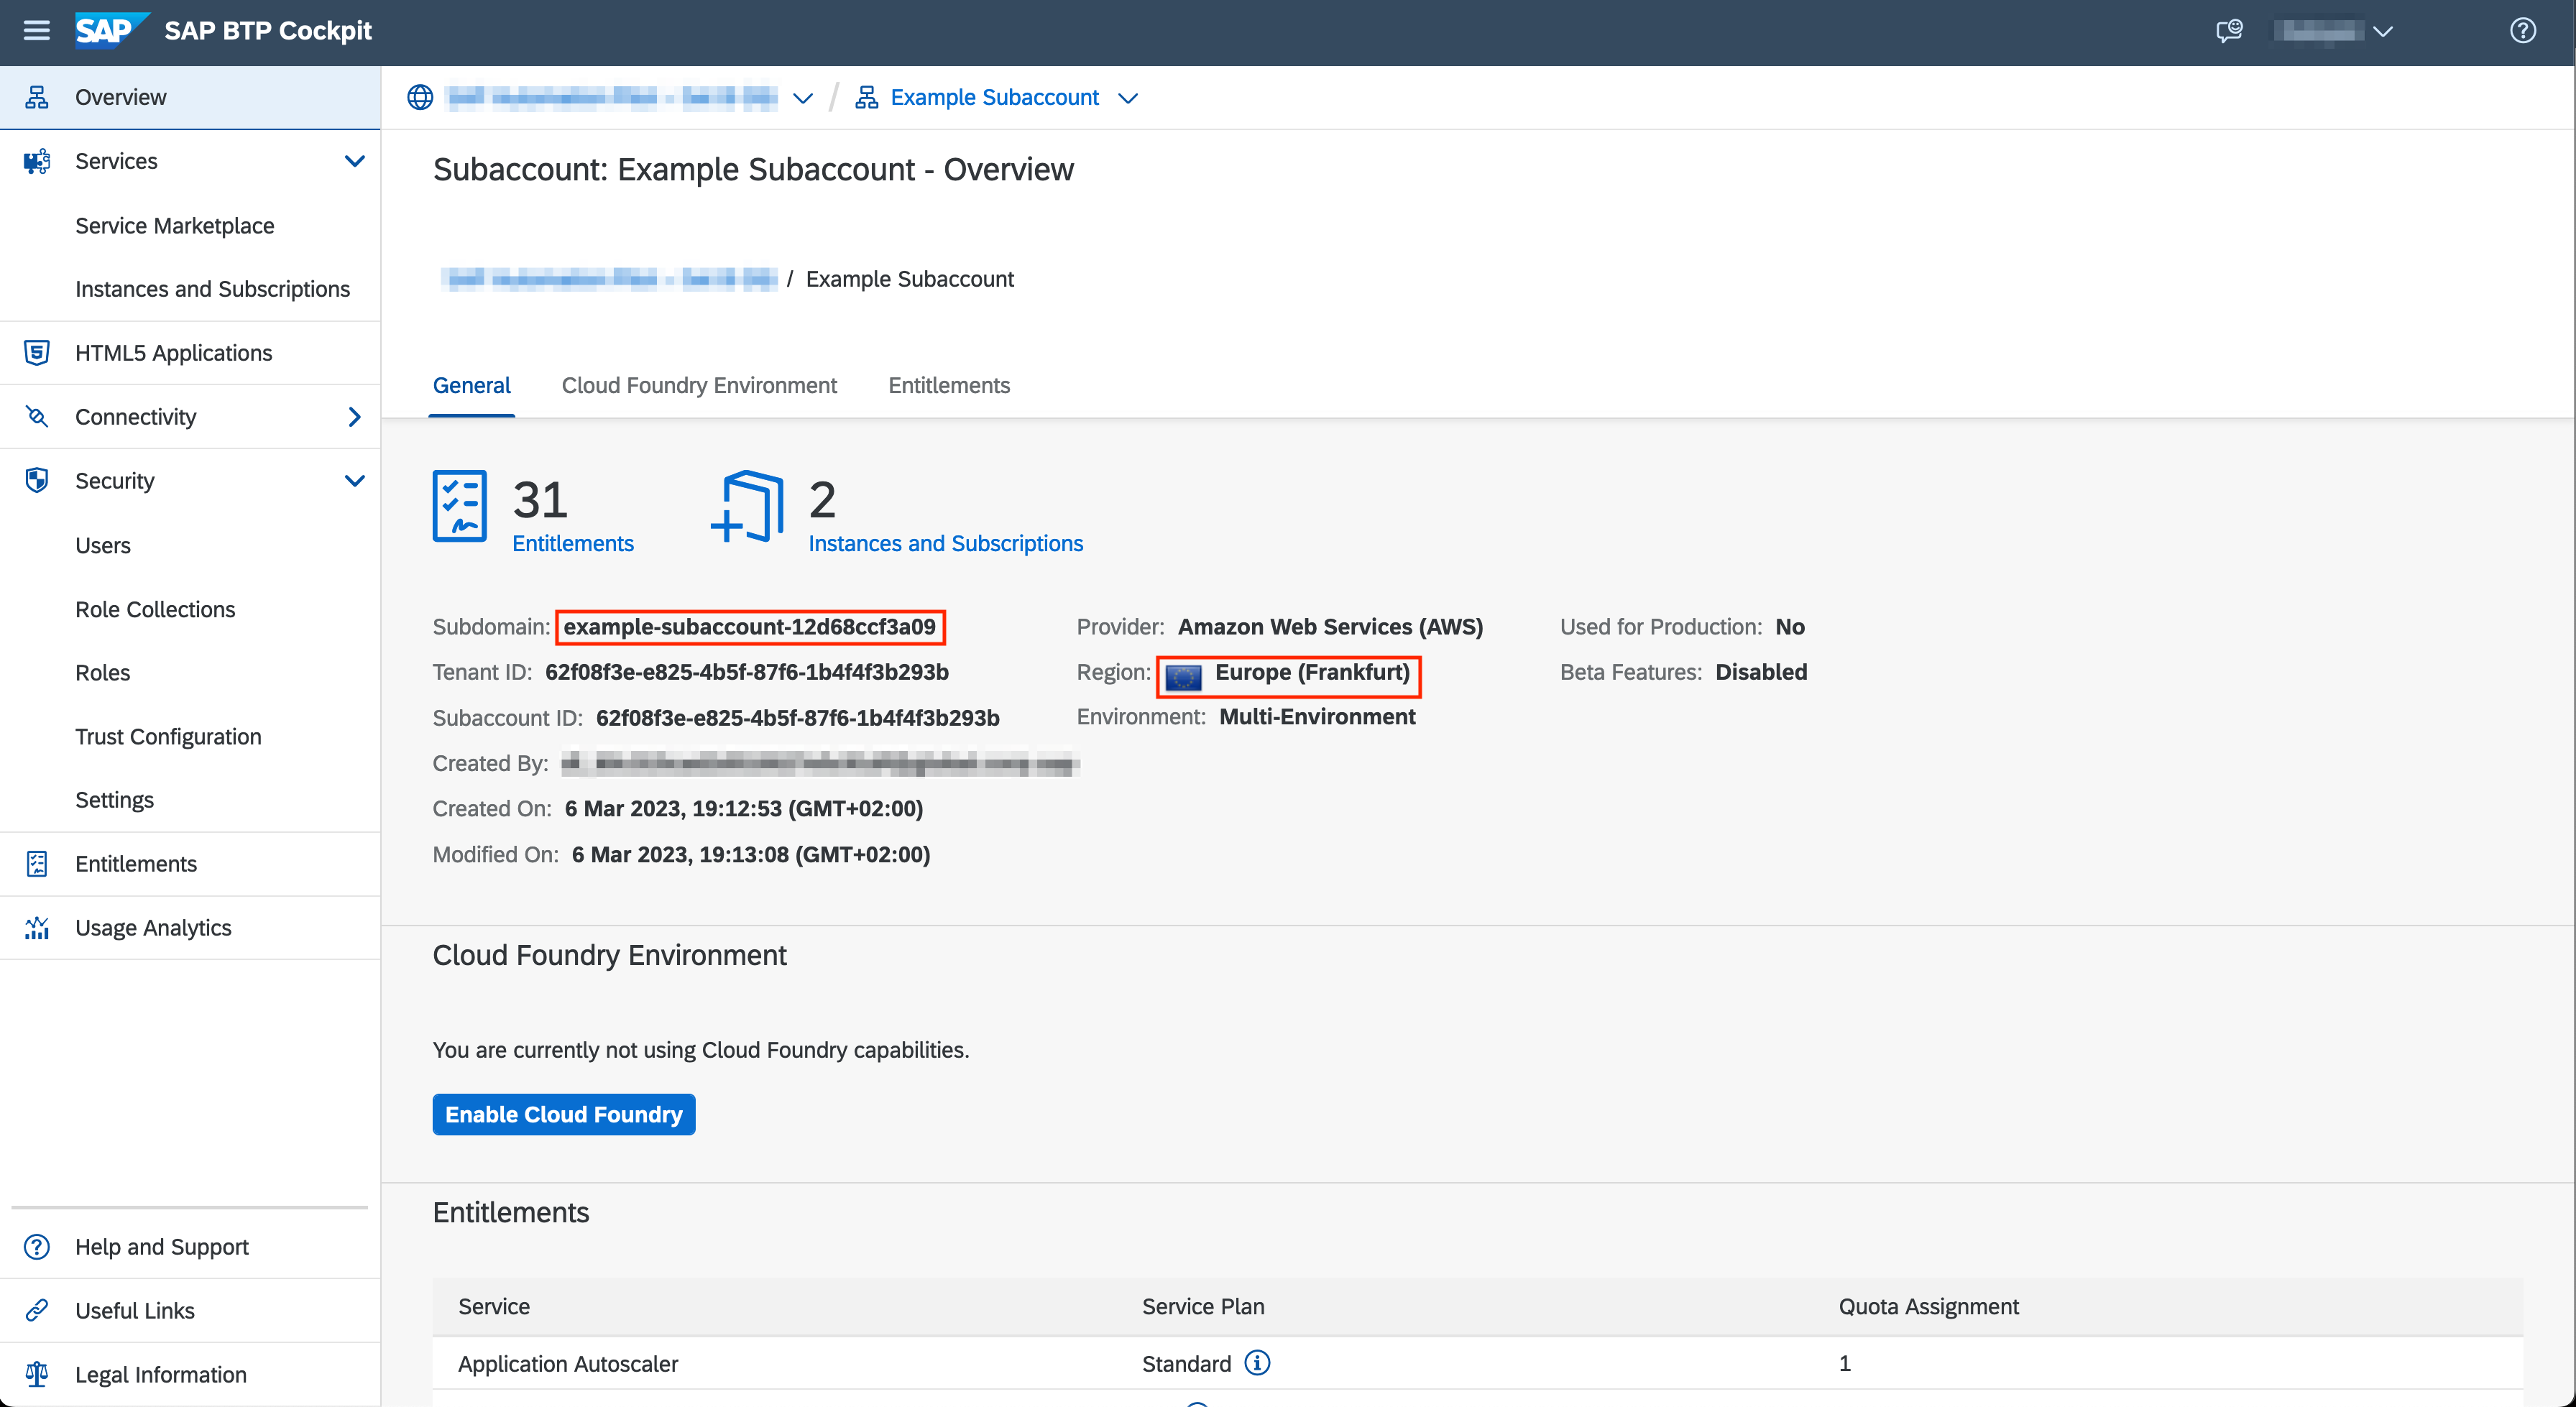 SAP SAP BTP Cockpit
Overview
Services
Service Marketplace
Instances and Subscriptions
HTML5 Applications
Connectivity
Security
Users
Role Collections
Roles
Trust Configuration
Settings
Entitlements
Usage Analytics
Help and Support
Useful Links
Legal Information
/ Example Subaccount
Subaccount: Example Subaccount - Overview
/ Example Subaccount
General Cloud Foundry Environment Entitlements
31
Entitlements
2
Instances and Subscriptions
Subdomain: example-subaccount-12d68ccf3a09
Tenant ID: 62f08f3e-e825-4b5f-87f6-1b4f4f3b293b
Subaccount ID: 62f08f3e-e825-4b5f-87f6-1b4f4f3b293b
Created By:
Created On: 6 Mar 2023, 19:12:53 (GMT+02:00)
Modified On: 6 Mar 2023, 19:13:08 (GMT+02:00)
Provider: Amazon Web Services (AWS)
Region: Europe (Frankfurt)
Environment: Multi-Environment
Used for Production: No
Beta Features: Disabled
Cloud Foundry Environment
You are currently not using Cloud Foundry capabilities.
Enable Cloud Foundry
Entitlements
Service Service Plan Quota Assignment
Application Autoscaler Standard 1